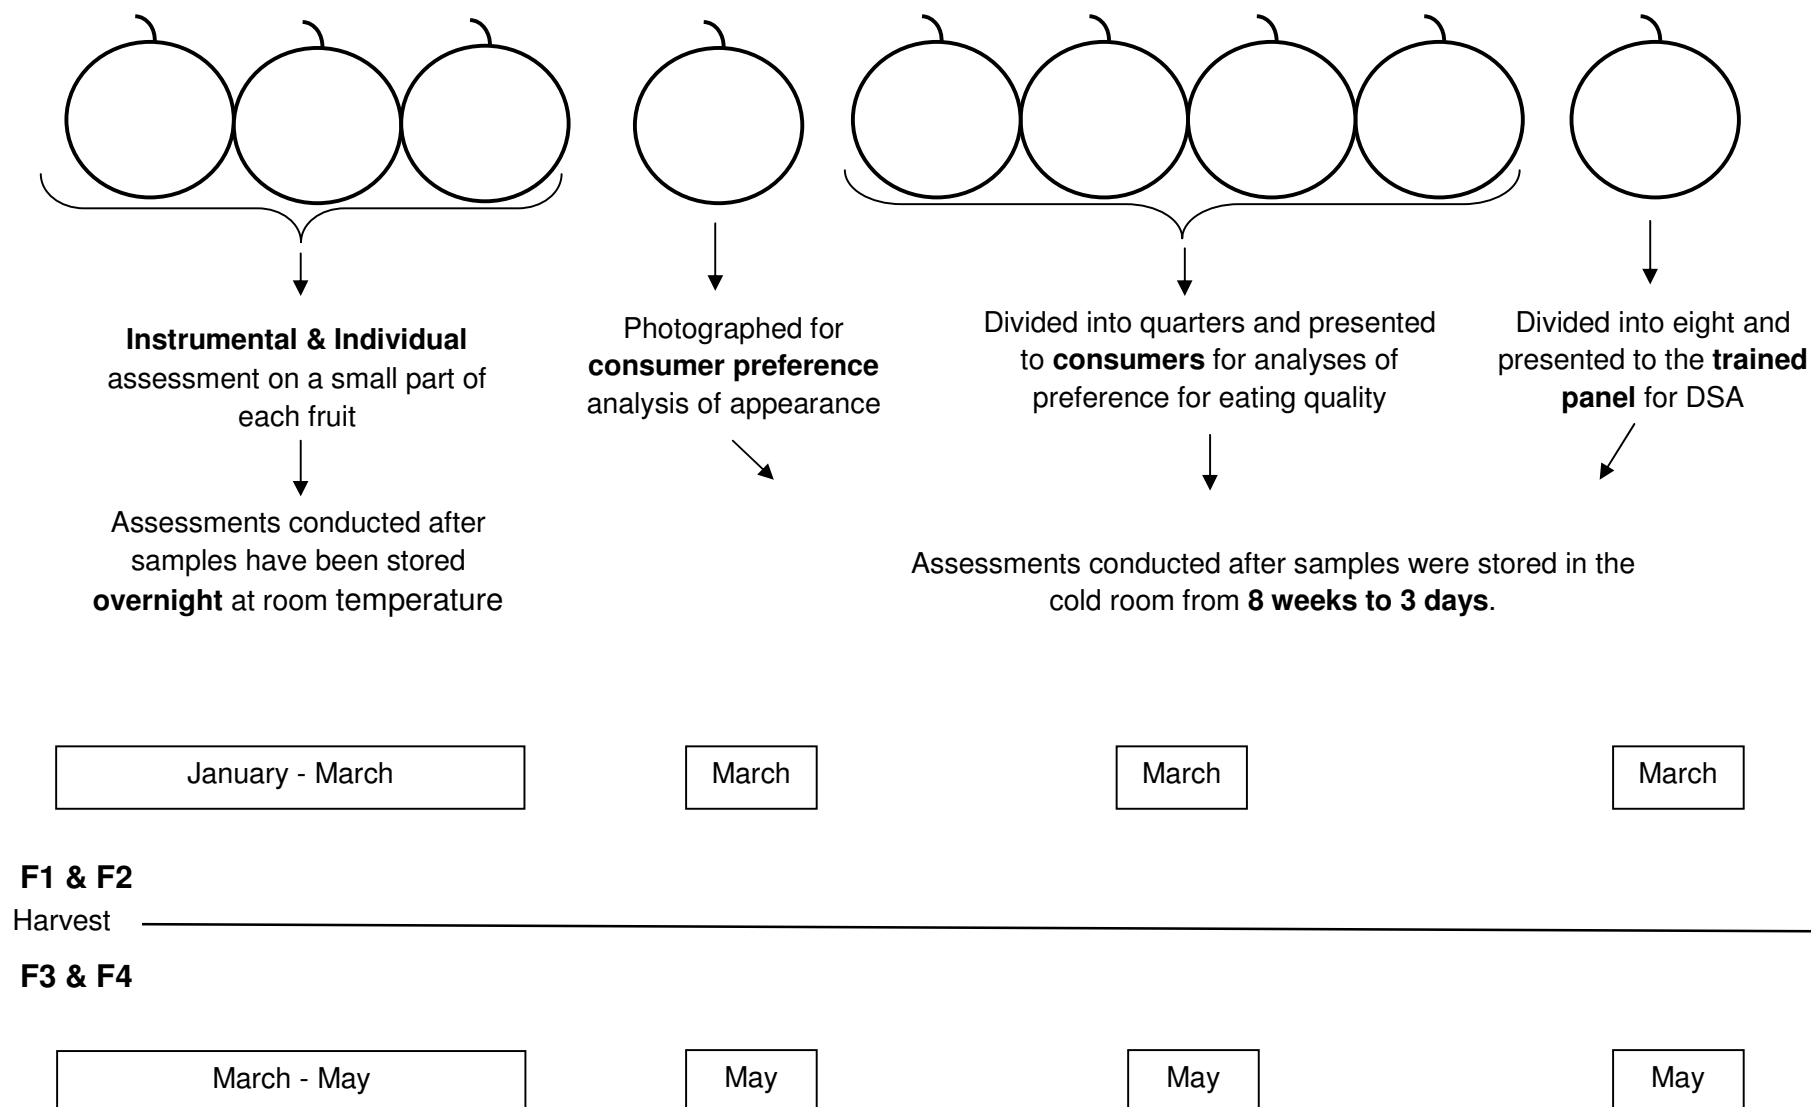 Instrumental & Individual
assessment on a small part of
each fruit
Assessments conducted after
samples have been stored
overnight at room temperature
Photographed for
consumer preference
analysis of appearance
Divided into quarters and presented
to consumers for analyses of
preference for eating quality
Divided into eight and
presented to the trained
panel for DSA
Assessments conducted after samples were stored in the
cold room from 8 weeks to 3 days.
January - March
March
March
March
F1 & F2
Harvest
F3 & F4
March - May
May
May
May